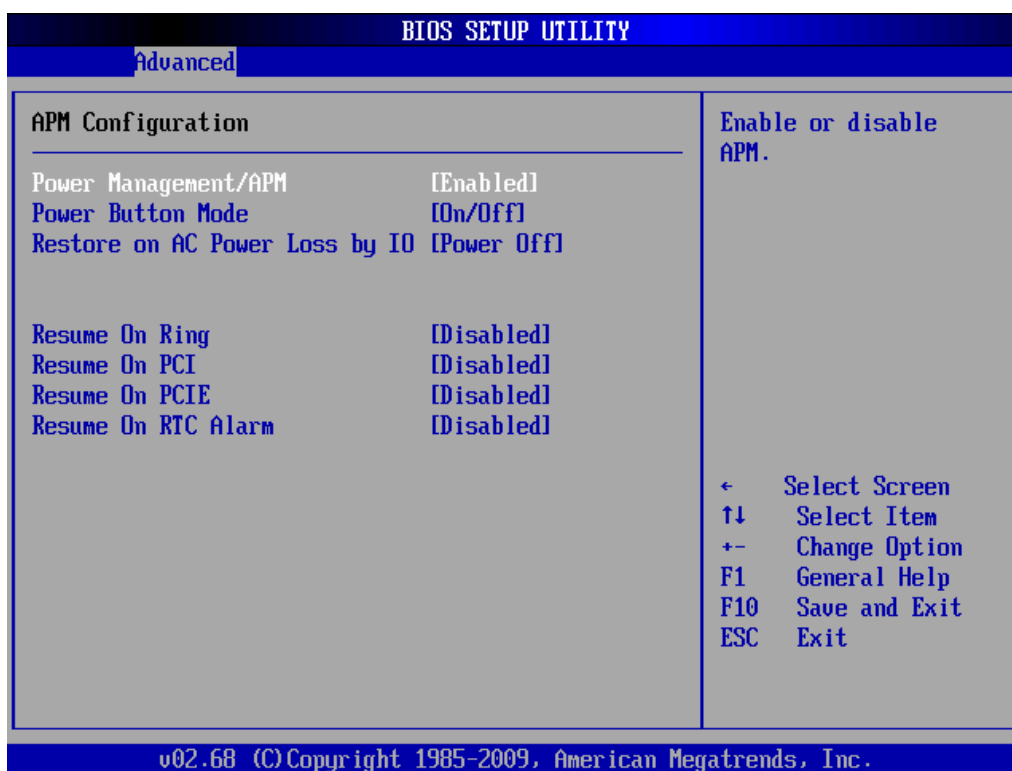 BIOS SETUP UTILITY
Advanced
APM Configuration
Power Management/APM [Enabled]
Power Button Mode [On/Off]
Restore on AC Power Loss by IO [Power Off]
Resume On Ring [Disabled]
Resume On PCI [Disabled]
Resume On PCIE [Disabled]
Resume On RTC Alarm [Disabled]
Enable or disable
APM.
← Select Screen
↑↓ Select Item
+- Change Option
F1 General Help
F10 Save and Exit
ESC Exit
v02.68 (C)Copyright 1985-2009, American Megatrends, Inc.